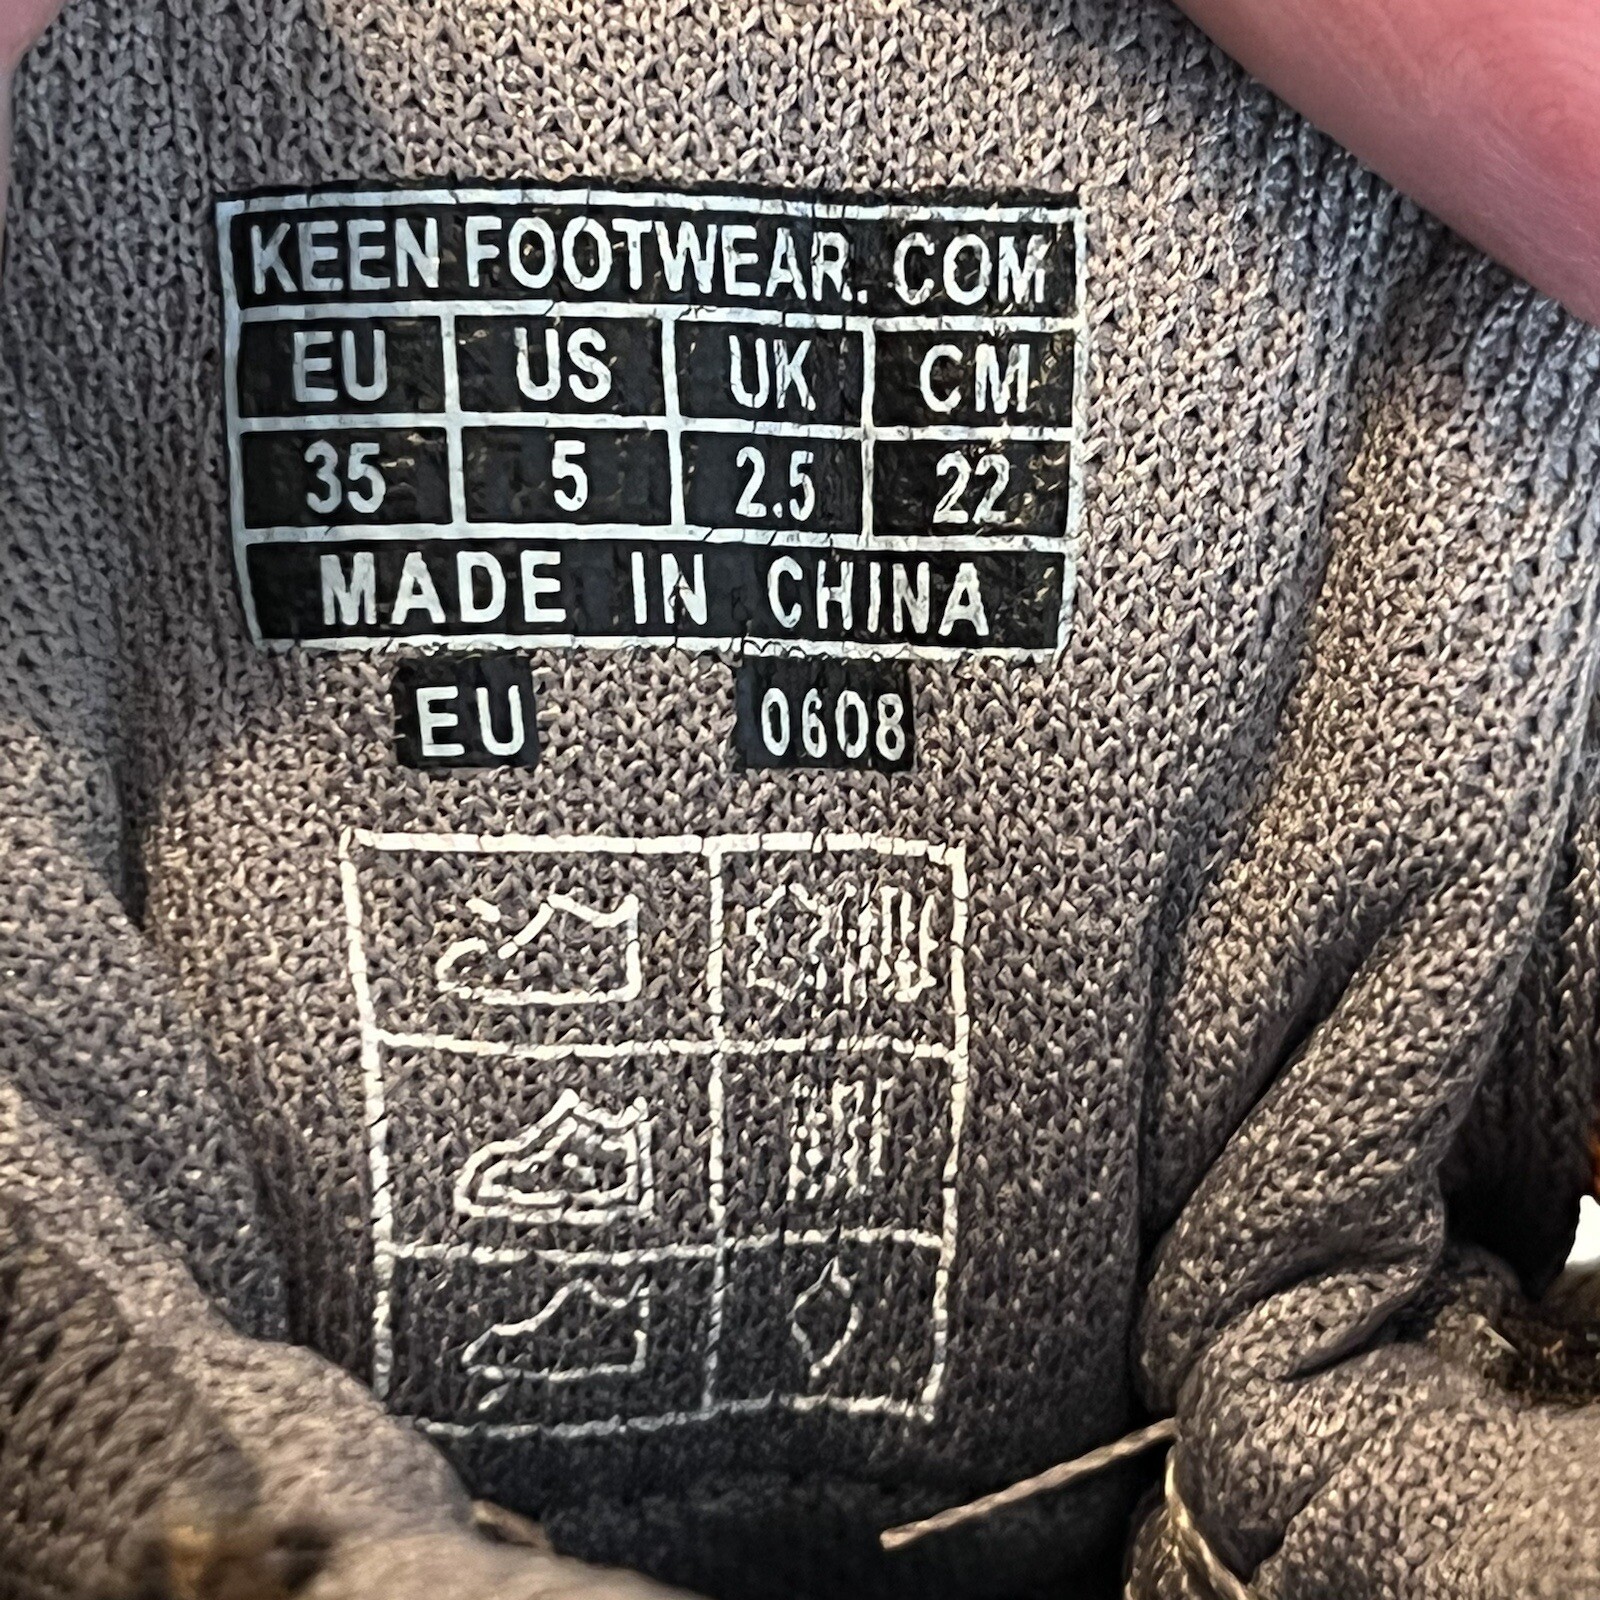 KEEN FOOTWEAR. COM
EU US UK CM
35 5 2.5 22
MADE IN CHINA
EU 0608